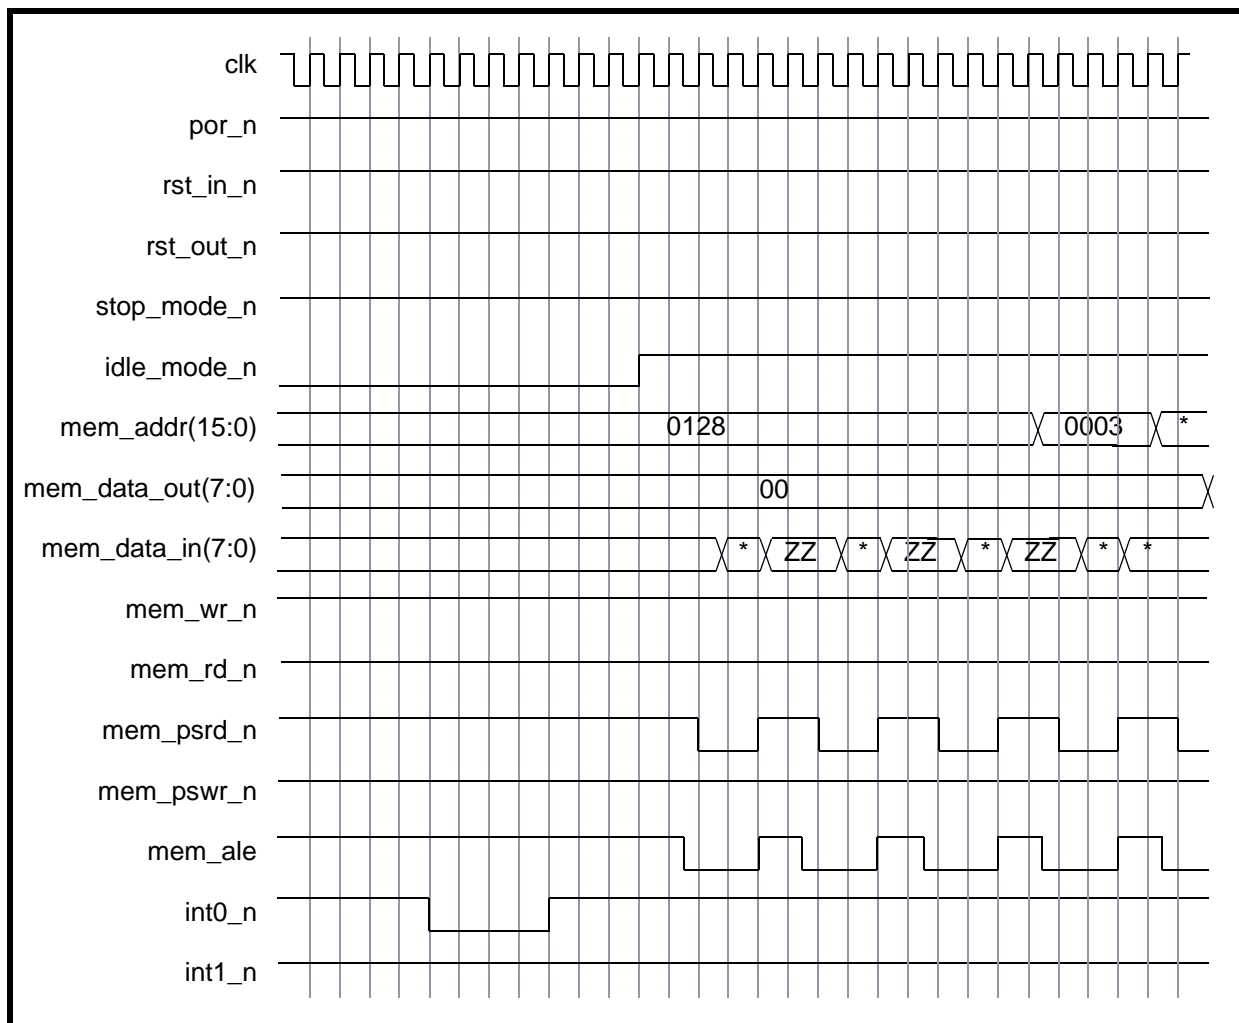 clk
por_n
rst_in_n
rst_out_n
stop_mode_n
idle_mode_n
mem_addr(15:0) 0128 0003 *
mem_data_out(7:0) 00
mem_data_in(7:0) * ZZ * ZZ * ZZ * *
mem_wr_n
mem_rd_n
mem_psrd_n
mem_pswr_n
mem_ale
int0_n
int1_n